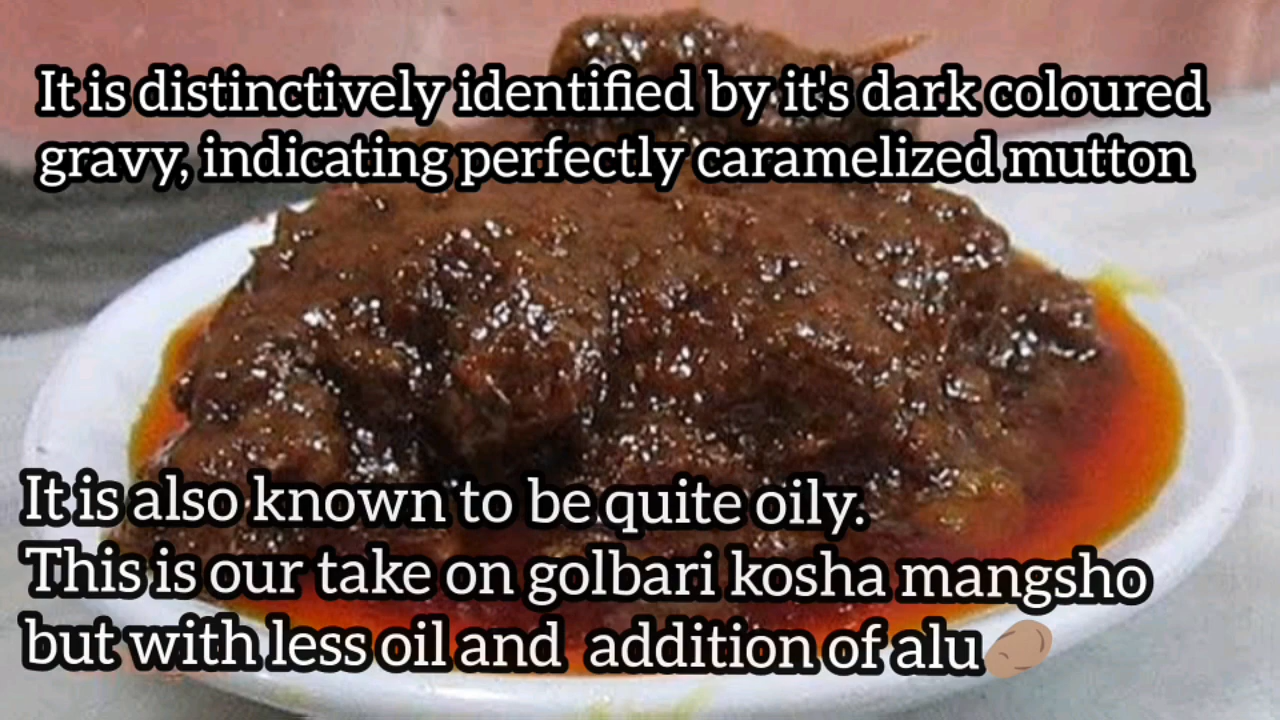 It is distinctively identified by it's dark coloured
gravy, indicating perfectly caramelized mutton
It is also known to be quite oily.
This is our take on golbari kosha mangsho
but with less oil and addition of alu🥔